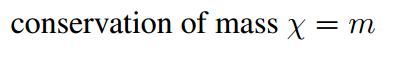 conservation of mass χ = m